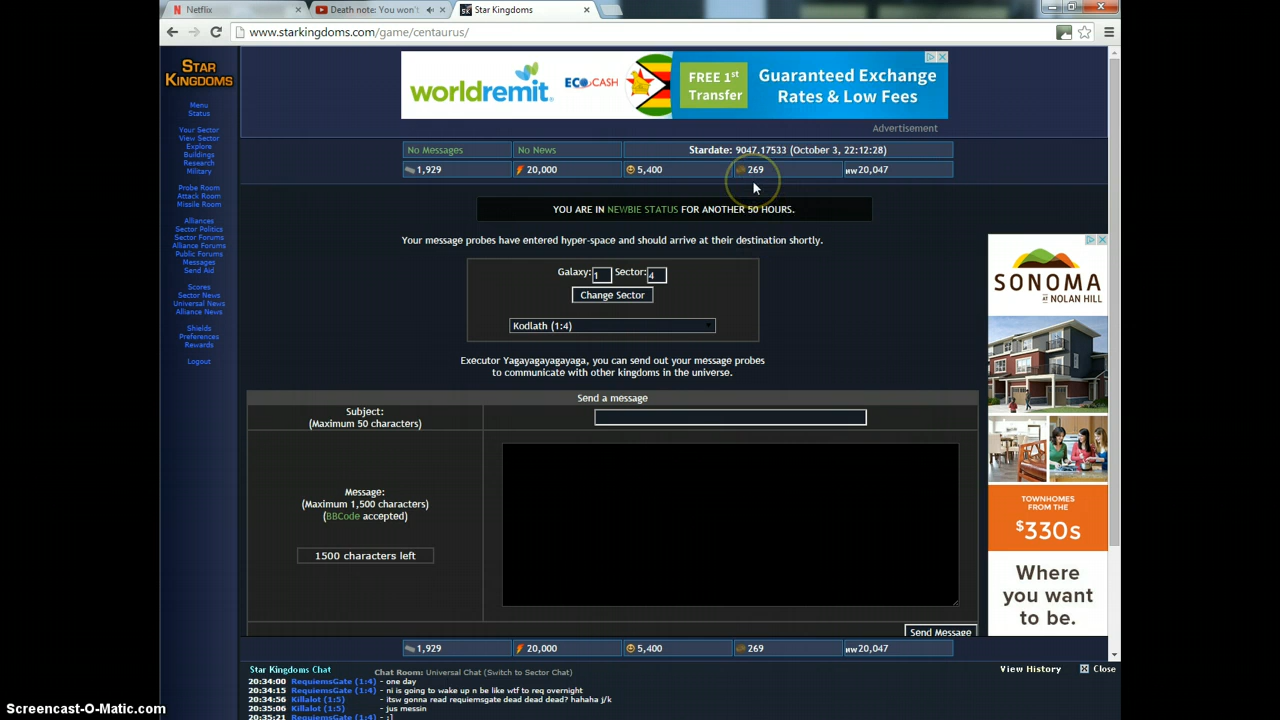 Netflix
Death note: You won't
Star Kingdoms
www.starkingdoms.com/game/centaurus/
STAR
KINGDOMS
Menu
Status
Your Sector
View Sector
Explore
Buildings
Research
Military
Probe Room
Attack Room
Missile Room
Alliances
Sector Politics
Sector Forums
Alliance Forums
Public Forums
Messages
Send Aid
Scores
Sector News
Universal News
Alliance News
Shields
Preferences
Rewards
Logout
worldremit
ECOCASH
FREE 1st
Transfer
Guaranteed Exchange
Rates & Low Fees
Advertisement
No Messages
No News
Stardate: 9047.17533 (October 3, 22:12:28)
1,929
20,000
5,400
269
NW 20,047
YOU ARE IN NEWBIE STATUS FOR ANOTHER 50 HOURS.
Your message probes have entered hyper-space and should arrive at their destination shortly.
Galaxy: 1 Sector: 4
Change Sector
Kodlath (1:4)
Executor Yagayagayagayaga, you can send out your message probes
to communicate with other kingdoms in the universe.
Send a message
Subject:
(Maximum 50 characters)
Message:
(Maximum 1,500 characters)
(BBCode accepted)
1500 characters left
Send Message
SONOMA
AT NOLAN HILL
TOWNHOMES
FROM THE
$330s
Where
you want
to be.
1,929
20,000
5,400
269
NW 20,047
Star Kingdoms Chat
Chat Room: Universal Chat (Switch to Sector Chat)
View History
Close
20:34:00 RequiemsGate (1:4) - one day
20:34:15 RequiemsGate (1:4) - ni is going to wake up n be like wtf to req overnight
20:34:56 Killalot (1:5) - itsw gonna read requiemsgate dead dead dead? hahaha j/k
20:35:06 Killalot (1:5) - jus messin
20:35:21 RequiemsGate (1:4) - :]
Screencast-O-Matic.com